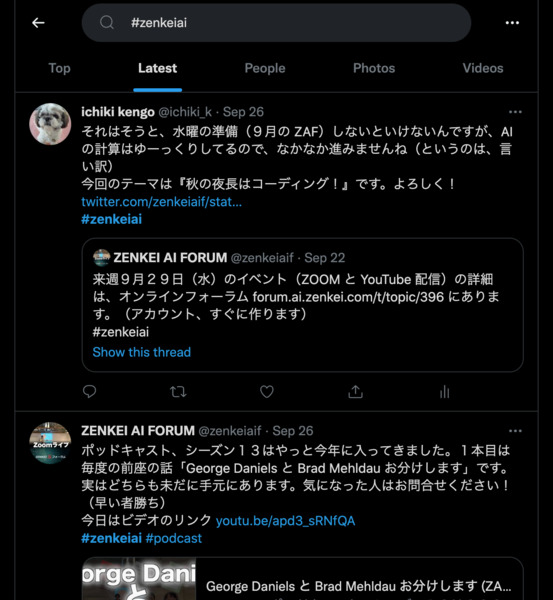 #zenkeiai
Top Latest People Photos Videos
ichiki kengo @ichiki_k · Sep 26
それはそうと、水曜の準備（９月の ZAF）しないといけないんですが、AI
の計算はゆーっくりしてるので、なかなか進みませんね（というのは、言
い訳）
今回のテーマは『秋の夜長はコーディング！』です。よろしく！
twitter.com/zenkeiaif/stat...
#zenkeiai
ZENKEI AI FORUM @zenkeiaif · Sep 22
来週９月２９日（水）のイベント（ZOOM と YouTube 配信）の詳細
は、オンラインフォーラム forum.ai.zenkei.com/t/topic/396 にありま
す。（アカウント、すぐに作ります）
#zenkeiai
Show this thread
Zoomライブ
ZENKEI AI FORUM @zenkeiaif · Sep 26
ポッドキャスト、シーズン１３はやっと今年に入ってきました。１本目は
毎度の前座の話「George Daniels と Brad Mehldau お分けします」です。
実はどちらも未だに手元にあります。気になった人はお問合せください！
（早い者勝ち）
今日はビデオのリンク youtu.be/apd3_sRNfQA
#zenkeiai #podcast
orge Dani
と
George Daniels と Brad Mehldau お分けします (ZA...